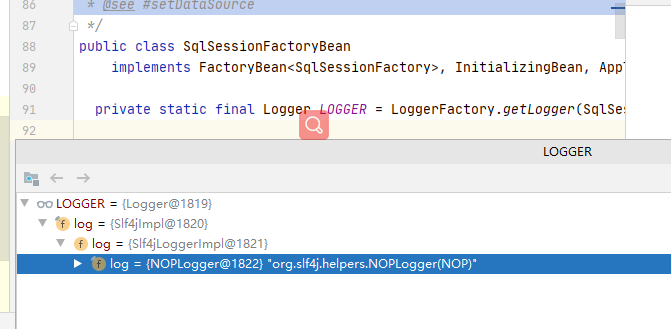 86 * @see #setDataSource
87 */
88 public class SqlSessionFactoryBean
89 implements FactoryBean<SqlSessionFactory>, InitializingBean, Appl
90
91 private static final Logger LOGGER = LoggerFactory.getLogger(SqlSes
92
LOGGER
LOGGER = {Logger@1819}
log = {Slf4jImpl@1820}
log = {Slf4jLoggerImpl@1821}
log = {NOPLogger@1822} "org.slf4j.helpers.NOPLogger(NOP)"